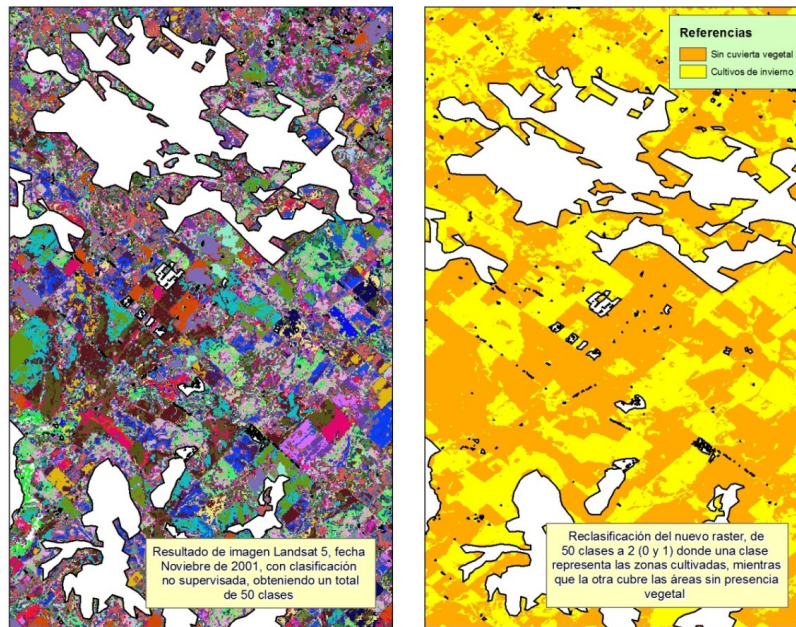 Resultado de imagen Landsat 5, fecha
Noviebre de 2001, con clasificación
no supervisada, obteniendo un total
de 50 clases
Referencias
Sin cuvierta vegetal
Cultivos de invierno
Reclasificación del nuevo raster, de
50 clases a 2 (0 y 1) donde una clase
representa las zonas cultivadas, mientras
que la otra cubre las áreas sin presencia
vegetal